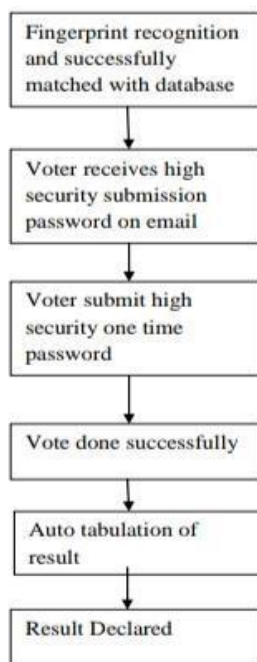 Fingerprint recognition
and successfully
matched with database
Voter receives high
security submission
password on email
Voter submit high
security one time
password
Vote done successfully
Auto tabulation of
result
Result Declared